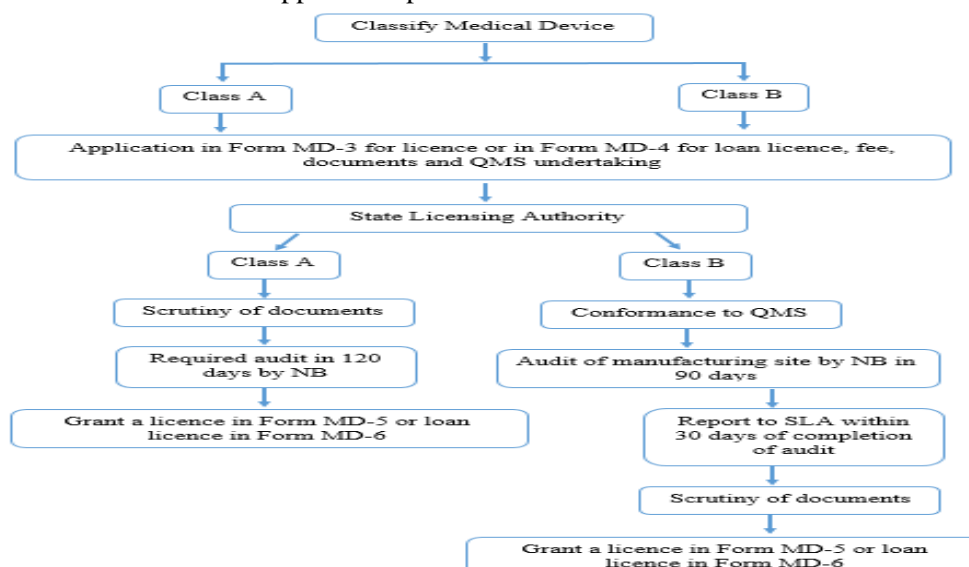 Classify Medical Device
Class A
Class B
Application in Form MD-3 for licence or in Form MD-4 for loan licence, fee,
documents and QMS undertaking
State Licensing Authority
Class A
Class B
Scrutiny of documents
Conformance to QMS
Required audit in 120
days by NB
Audit of manufacturing site by NB in
90 days
Grant a licence in Form MD-5 or loan
licence in Form MD-6
Report to SLA within
30 days of completion
of audit
Scrutiny of documents
Grant a licence in Form MD-5 or loan
licence in Form MD-6